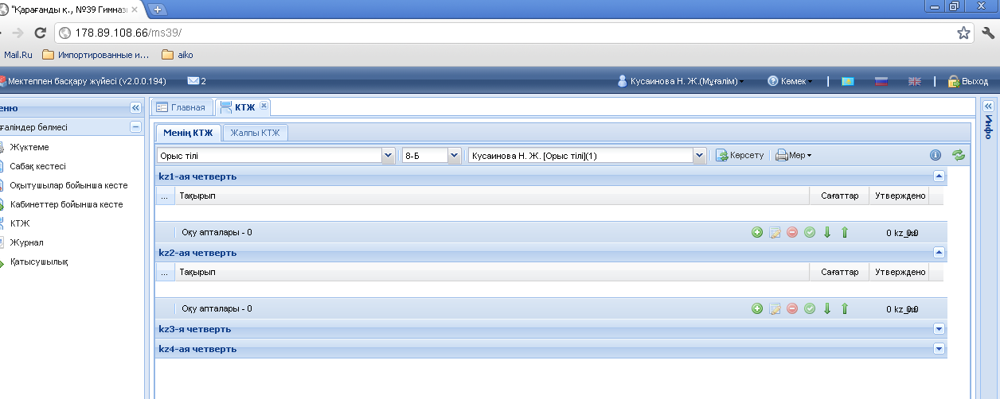 "Қарағанды қ., №39 Гимназ
178.89.108.66/ms39/
Mail.Ru Импортированные и... aiko
Мектеппен басқару жүйесі (v2.0.0.194) 2 Кусаинова Н. Ж.(Мұғалім) Көмек Выход
еню Главная КТЖ Инфо
ғалімдер бөлмесі Менің КТЖ Жалпы КТЖ
Жүктеме
Сабақ кестесі
Оқытушылар бойынша кесте
Кабинеттер бойынша кесте
КТЖ
Журнал
Қатысушылық
Орыс тілі 8-Б Кусаинова Н. Ж. [Орыс тілі](1) Көрсету Мөр
kz1-ая четверть
... Тақырып Сағаттар Утверждено
Оқу апталары - 0 0 kz_
kz2-ая четверть
... Тақырып Сағаттар Утверждено
Оқу апталары - 0 0 kz_
kz3-я четверть
kz4-ая четверть